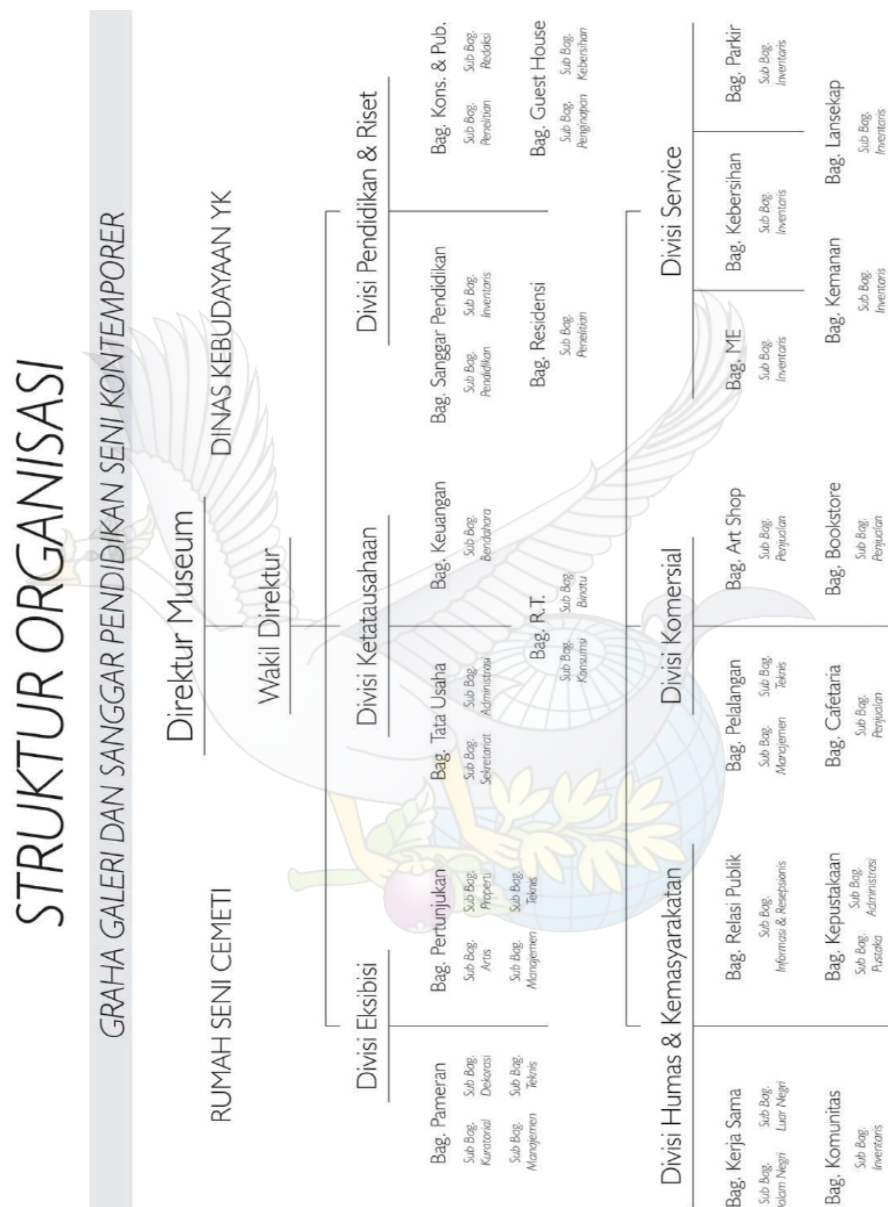 STRUKTUR ORGANISASI
GRAHA GALERI DAN SANGGAR PENDIDIKAN SENI KONTEMPORER
Direktur Museum
RUMAH SENI CEMETI
DINAS KEBUDAYAAN YK
Wakil Direktur
Divisi Eksibisi
Bag. Pameran
Sub Bag.
Kuratorial
Sub Bag.
Dekorasi
Sub Bag.
Manajemen
Sub Bag.
Teknis
Bag. Pertunjukan
Sub Bag.
Artis
Sub Bag.
Properti
Sub Bag.
Manajemen
Sub Bag.
Teknis
Divisi Ketatausahaan
Bag. Tata Usaha
Sub Bag.
Sekretariat
Sub Bag.
Administrasi
Bag. Keuangan
Sub Bag.
Bendahara
Bag. R.T.
Sub Bag.
Konsumsi
Sub Bag.
Binatu
Divisi Pendidikan & Riset
Bag. Sanggar Pendidikan
Sub Bag.
Pendidikan
Sub Bag.
Inventaris
Bag. Kons. & Pub.
Sub Bag.
Penelitian
Sub Bag.
Redaksi
Bag. Residensi
Sub Bag.
Penelitian
Bag. Guest House
Sub Bag.
Penginapan
Sub Bag.
Kebersihan
Divisi Humas & Kemasyarakatan
Bag. Kerja Sama
Sub Bag.
Dalam Negri
Sub Bag.
Luar Negri
Bag. Relasi Publik
Sub Bag.
Informasi & Resepsionis
Bag. Komunitas
Sub Bag.
Inventaris
Bag. Kepustakaan
Sub Bag.
Pustaka
Sub Bag.
Administrasi
Divisi Komersial
Bag. Pelalangan
Sub Bag.
Manajemen
Sub Bag.
Teknis
Bag. Art Shop
Sub Bag.
Penjualan
Bag. Cafetaria
Sub Bag.
Penjualan
Bag. Bookstore
Sub Bag.
Penjualan
Divisi Service
Bag. ME
Sub Bag.
Inventaris
Bag. Kebersihan
Sub Bag.
Inventaris
Bag. Parkir
Sub Bag.
Inventaris
Bag. Kemanan
Sub Bag.
Inventaris
Bag. Lansekap
Sub Bag.
Inventaris